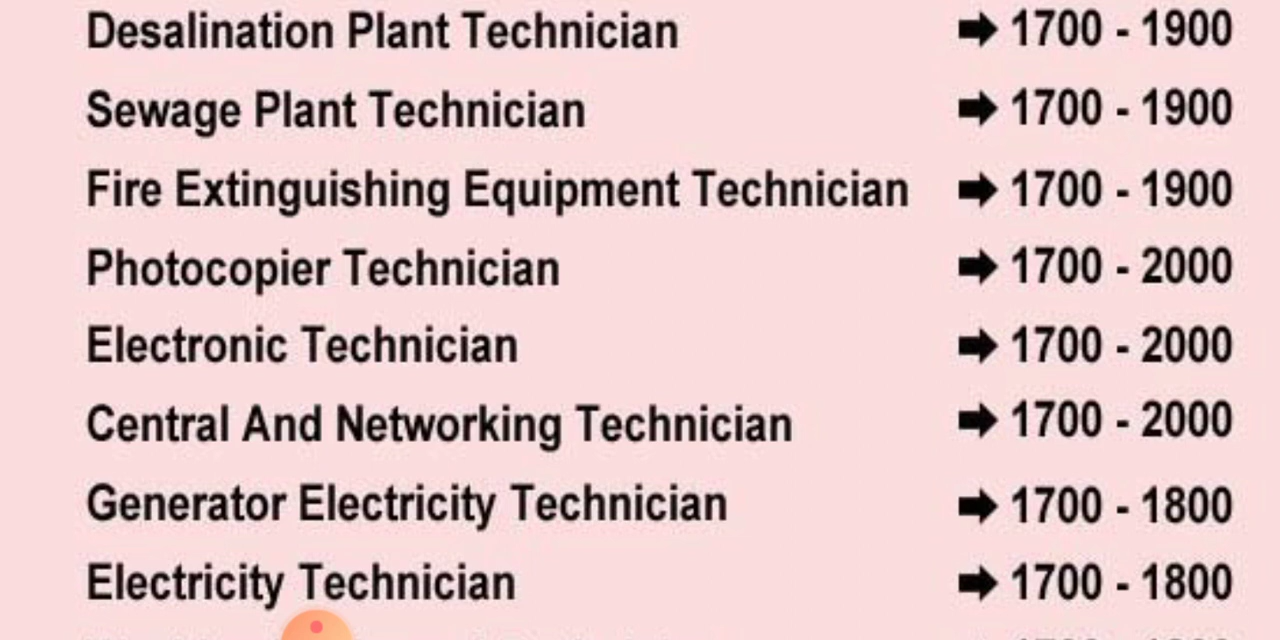 Desalination Plant Technician ➡ 1700 - 1900
Sewage Plant Technician ➡ 1700 - 1900
Fire Extinguishing Equipment Technician ➡ 1700 - 1900
Photocopier Technician ➡ 1700 - 2000
Electronic Technician ➡ 1700 - 2000
Central And Networking Technician ➡ 1700 - 2000
Generator Electricity Technician ➡ 1700 - 1800
Electricity Technician ➡ 1700 - 1800